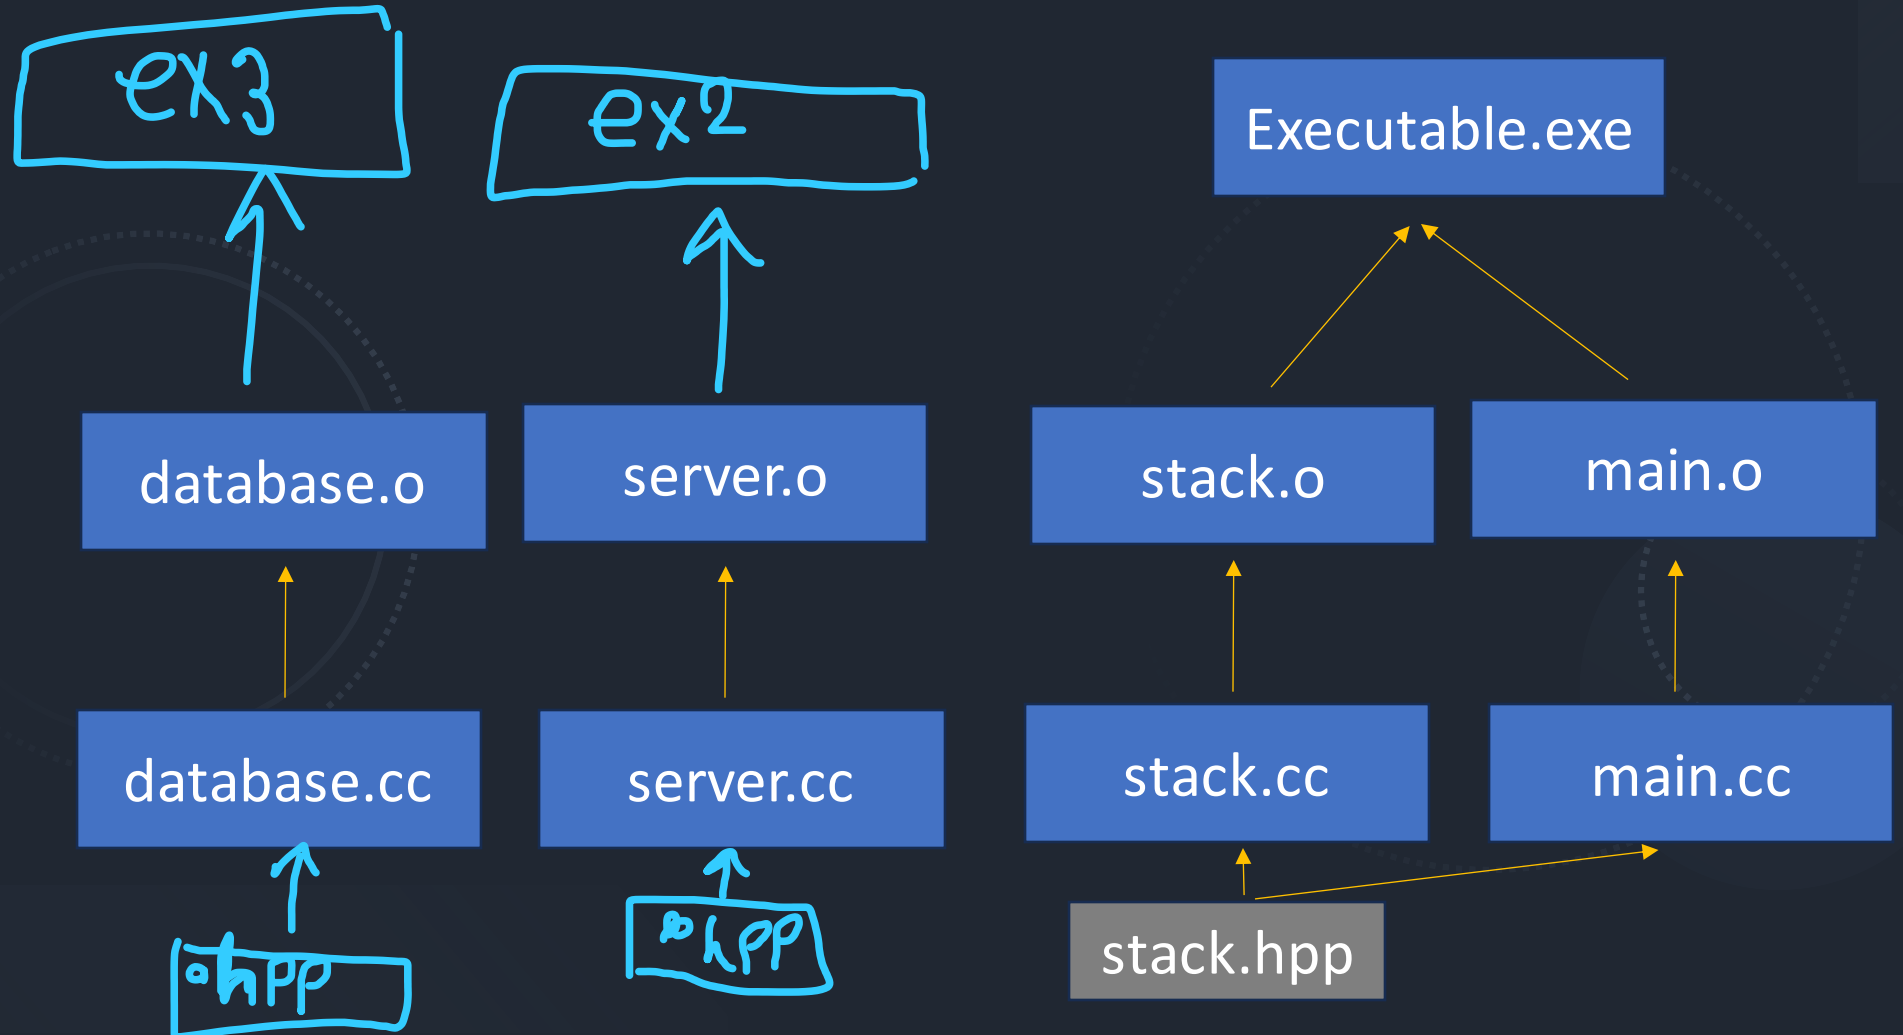 ex3
ex2
Executable.exe
database.o
server.o
stack.o
main.o
database.cc
server.cc
stack.cc
main.cc
.hpp
.hpp
stack.hpp